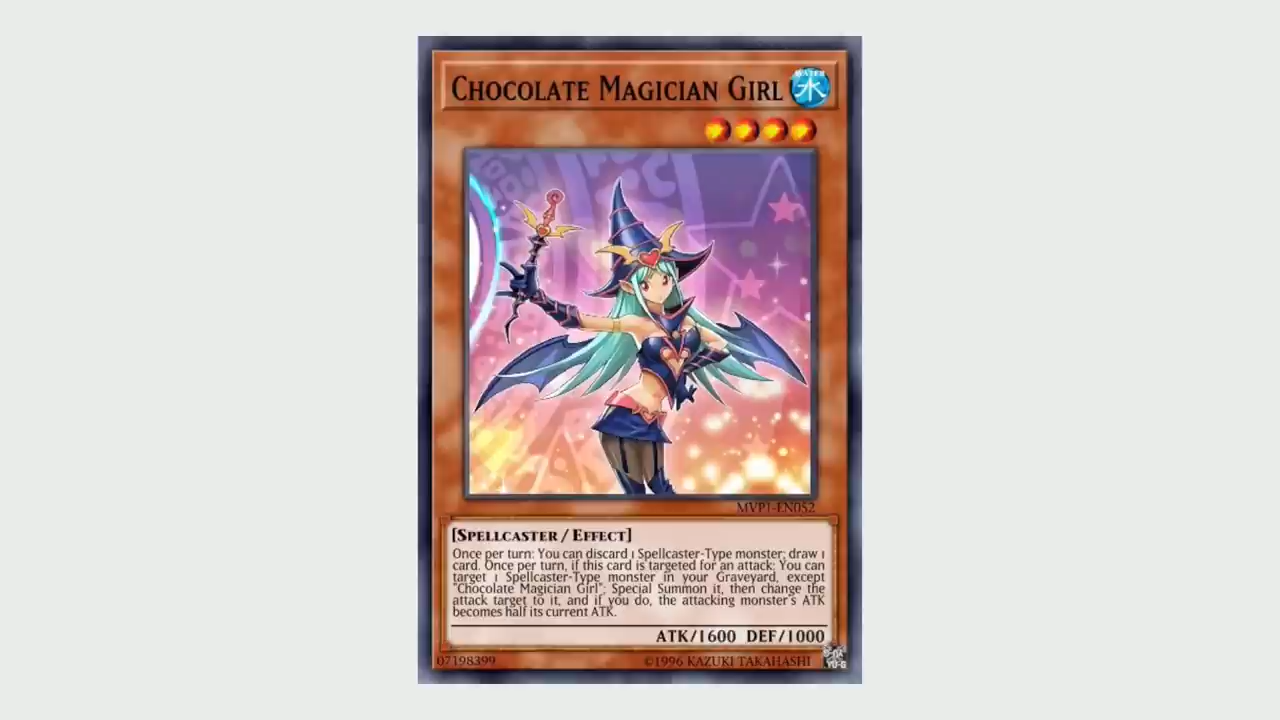 CHOCOLATE MAGICIAN GIRL
WATER
水
MVP1-EN052
[SPELLCASTER / EFFECT]
Once per turn: You can discard 1 Spellcaster-Type monster; draw 1
card. Once per turn, if this card is targeted for an attack: You can
target 1 Spellcaster-Type monster in your Graveyard, except
"Chocolate Magician Girl"; Special Summon it, then change the
attack target to it, and if you do, the attacking monster's ATK
becomes half its current ATK.
ATK/1600 DEF/1000
07198399
©1996 KAZUKI TAKAHASHI